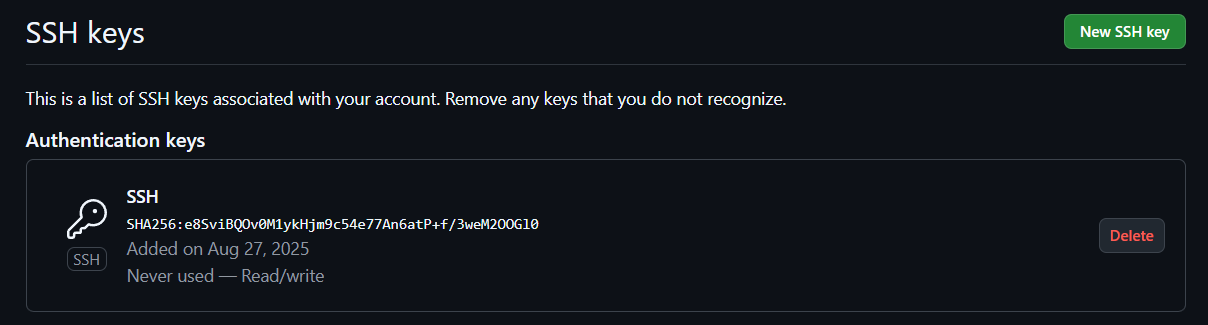 SSH keys
New SSH key
This is a list of SSH keys associated with your account. Remove any keys that you do not recognize.
Authentication keys
SSH
SHA256:e8SviBQOv0M1ykHjm9c54e77An6atP+f/3weM2OOGl0
Added on Aug 27, 2025
Never used — Read/write
SSH
Delete